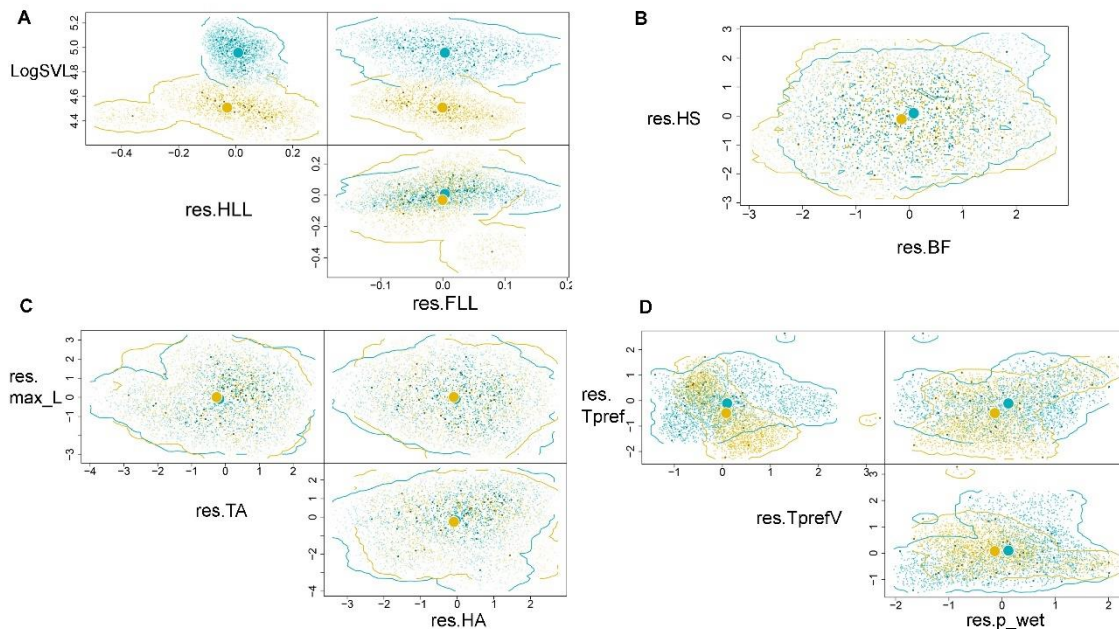 A
LogSVL
4.4 4.6 4.8 5.0 5.2
−0.4 −0.2 0.0 0.2
res.HLL
−0.4 −0.2 0.0 0.2
−0.1 0.0 0.1 0.2
res.FLL
B
res.HS
−3 −2 −1 0 1 2 3
−3 −2 −1 0 1 2
res.BF
C
res.
max_L
−3 −1 0 1 2 3
−4 −3 −2 −1 0 1 2
res.TA
−4 −2 0 1 2
−3 −2 −1 0 1 2
res.HA
D
res.
Tpref
−2 −1 0 1 2
−1 0 1 2 3
res.TprefV
−1 0 1 2 3
−2 −1 0 1 2
res.p_wet